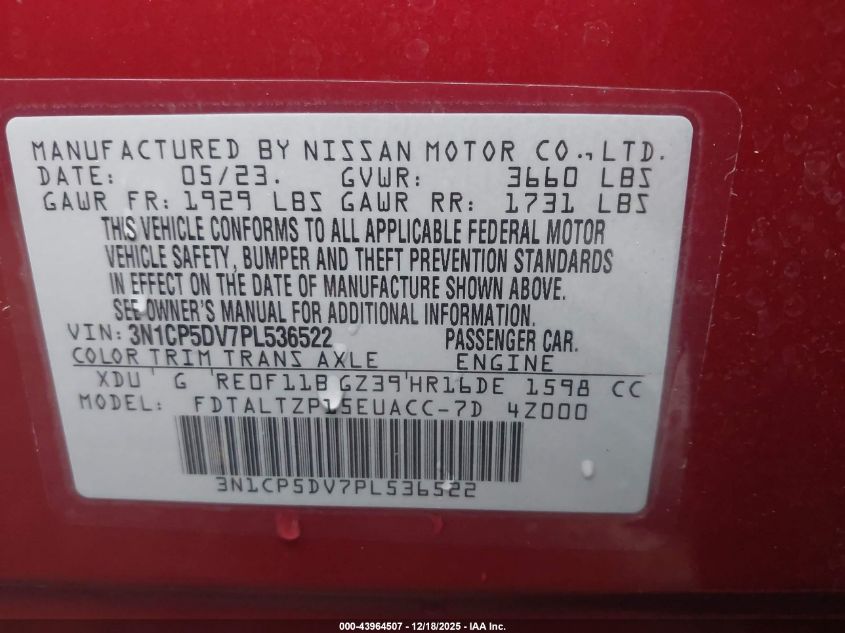 MANUFACTURED BY NISSAN MOTOR CO., LTD.
DATE: 05/23. GVWR: 3660 LBS
GAWR FR: 1929 LBS GAWR RR: 1731 LBS
THIS VEHICLE CONFORMS TO ALL APPLICABLE FEDERAL MOTOR
VEHICLE SAFETY, BUMPER AND THEFT PREVENTION STANDARDS
IN EFFECT ON THE DATE OF MANUFACTURE SHOWN ABOVE.
SEE OWNER'S MANUAL FOR ADDITIONAL INFORMATION.
VIN: 3N1CP5DV7PL536522 PASSENGER CAR.
COLOR TRIM TRANS AXLE ENGINE
XDU G RE0F11B GZ39 HR16DE 1598 CC
MODEL: FDTALTZP15EUACC-7D 4Z000
3N1CP5DV7PL536522
000-43964507 - 12/18/2025 - IAA Inc.